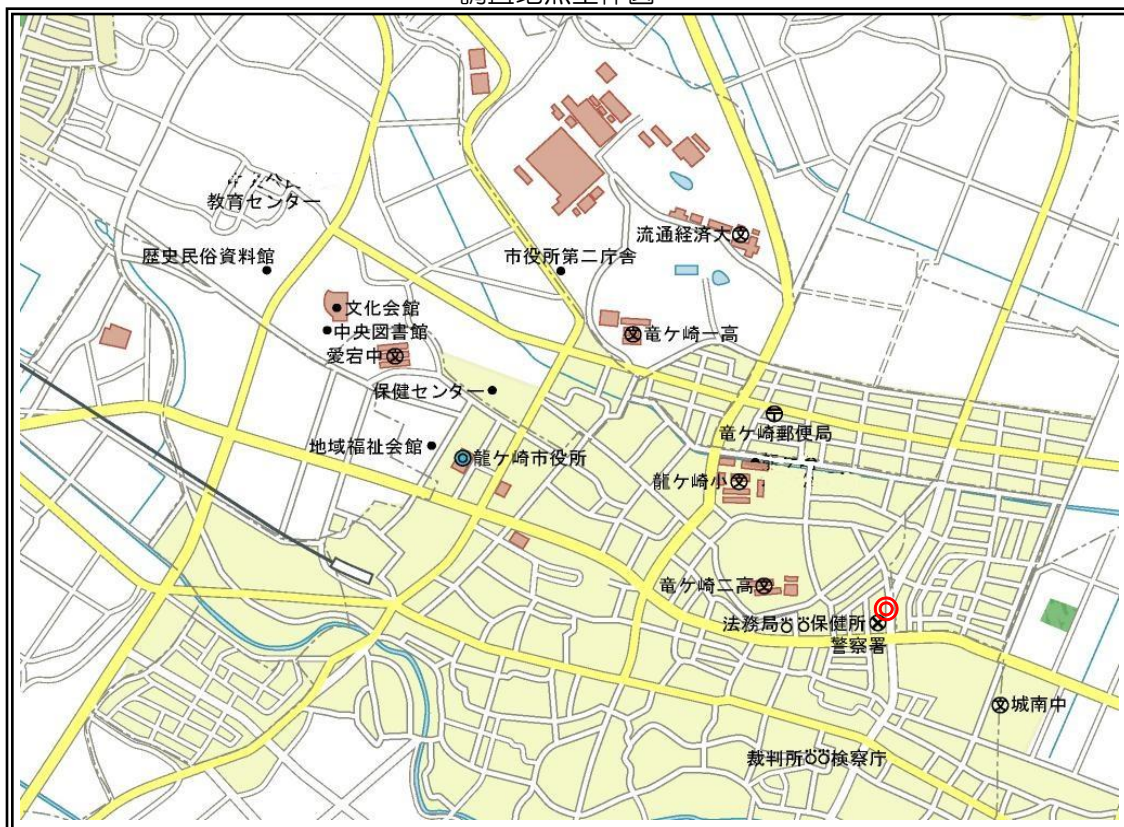 教育センター
歴史民俗資料館
流通経済大
市役所第二庁舎
文化会館
中央図書館
愛宕中
竜ケ崎一高
保健センター
竜ケ崎郵便局
地域福祉会館
龍ケ崎市役所
龍ケ崎小
竜ケ崎二高
法務局
保健所
警察署
城南中
裁判所
検察庁